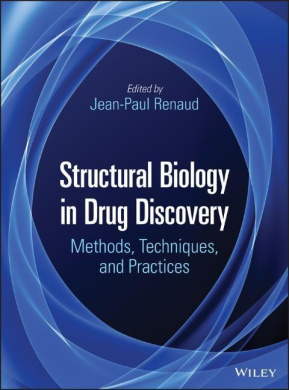 Edited by
Jean-Paul Renaud
Structural Biology
in Drug Discovery
Methods, Techniques,
and Practices
WILEY